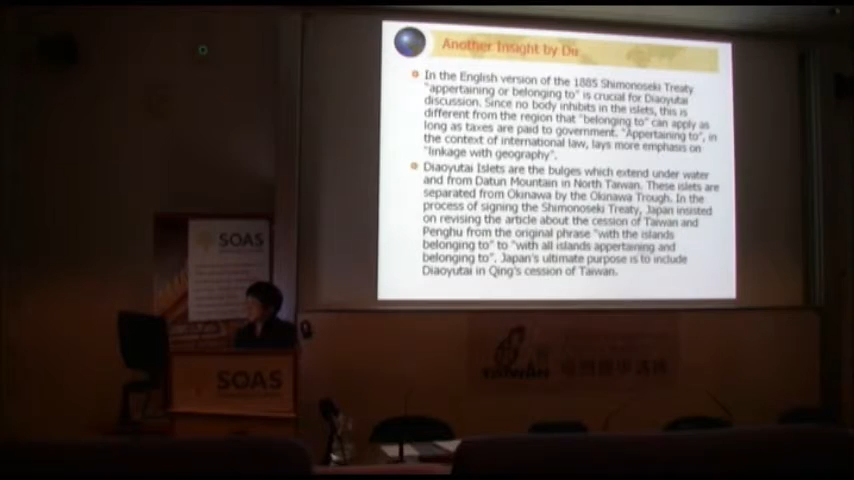 Another Insight by Du
In the English version of the 1885 Shimonoseki Treaty
"appertaining or belonging to" is crucial for Diaoyutai
discussion. Since no body inhibits in the islets, this is
different from the region that "belonging to" can apply as
long as taxes are paid to government. "Appertaining to", in
the context of international law, lays more emphasis on
"linkage with geography".
Diaoyutai Islets are the bulges which extend under water
and from Datun Mountain in North Taiwan. These islets are
separated from Okinawa by the Okinawa Trough. In the
process of signing the Shimonoseki Treaty, Japan insisted
on revising the article about the cession of Taiwan and
Penghu from the original phrase "with the islands
belonging to" to "with all islands appertaining and
belonging to". Japan's ultimate purpose is to include
Diaoyutai in Qing's cession of Taiwan.
SOAS
SOAS